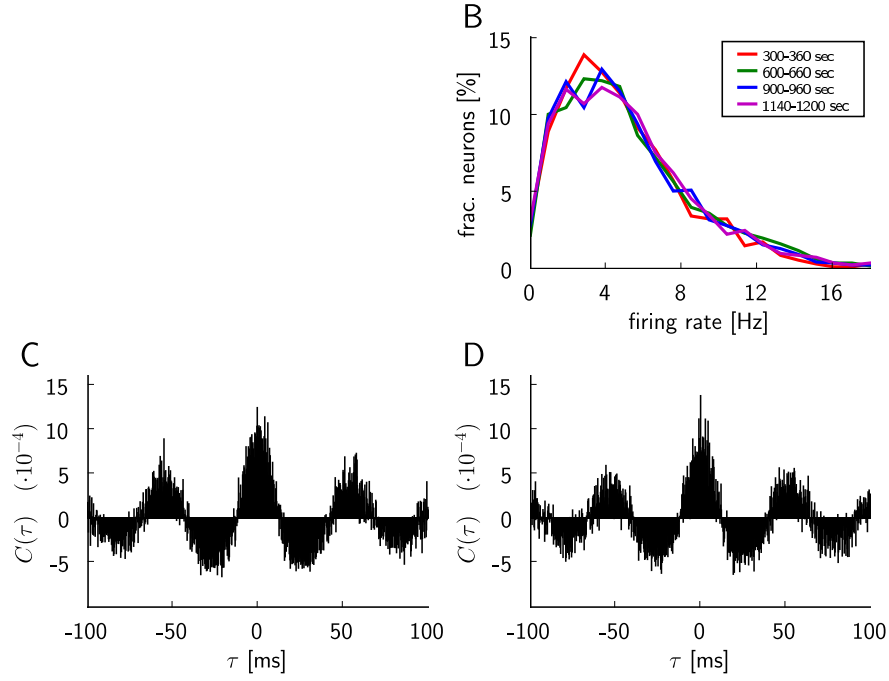 B
15
10
5
0
frac. neurons [%]
300-360 sec
600-660 sec
900-960 sec
1140-1200 sec
0 4 8 12 16
firing rate [Hz]
C
15
10
5
0
-5
C(τ) (·10⁻⁴)
-100 -50 0 50 100
τ [ms]
D
15
10
5
0
-5
C(τ) (·10⁻⁴)
-100 -50 0 50 100
τ [ms]